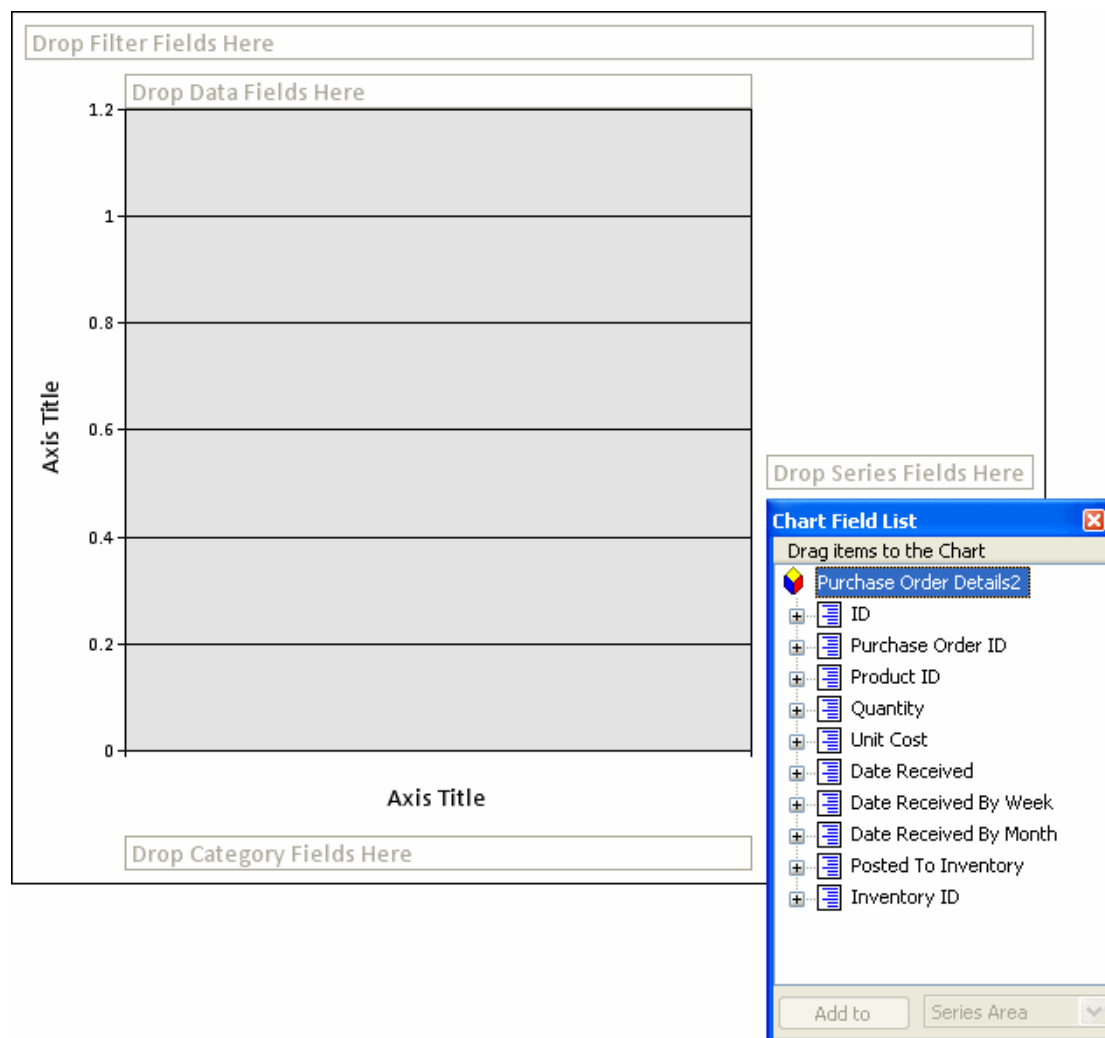 Drop Filter Fields Here
Drop Data Fields Here
1.2
1
0.8
0.6
0.4
0.2
0
Axis Title
Axis Title
Drop Category Fields Here
Drop Series Fields Here
Chart Field List
Drag items to the Chart
Purchase Order Details2
ID
Purchase Order ID
Product ID
Quantity
Unit Cost
Date Received
Date Received By Week
Date Received By Month
Posted To Inventory
Inventory ID
Add to
Series Area